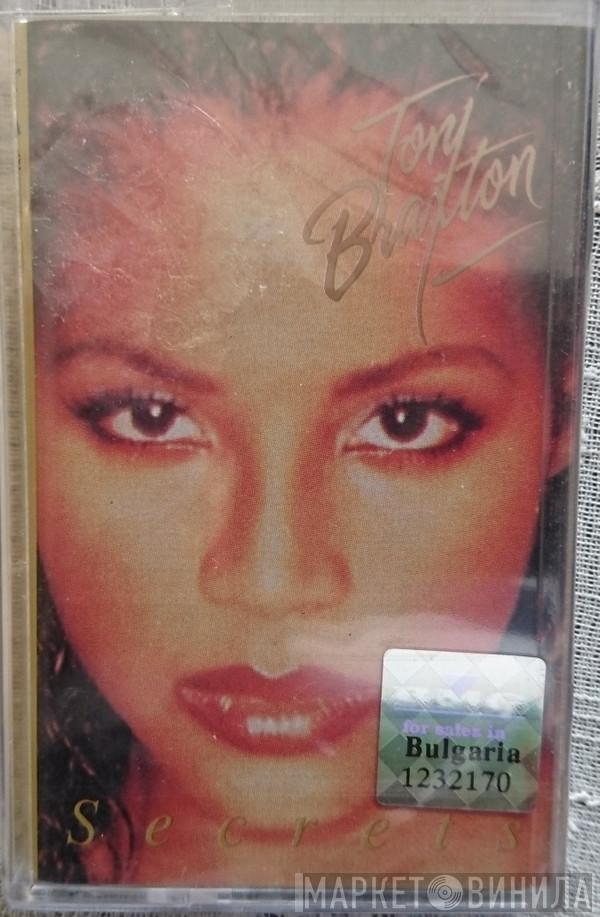 Toni
Braxton
for sales in
Bulgaria
1232170
Secrets
МАРКЕТ ВИНИЛА